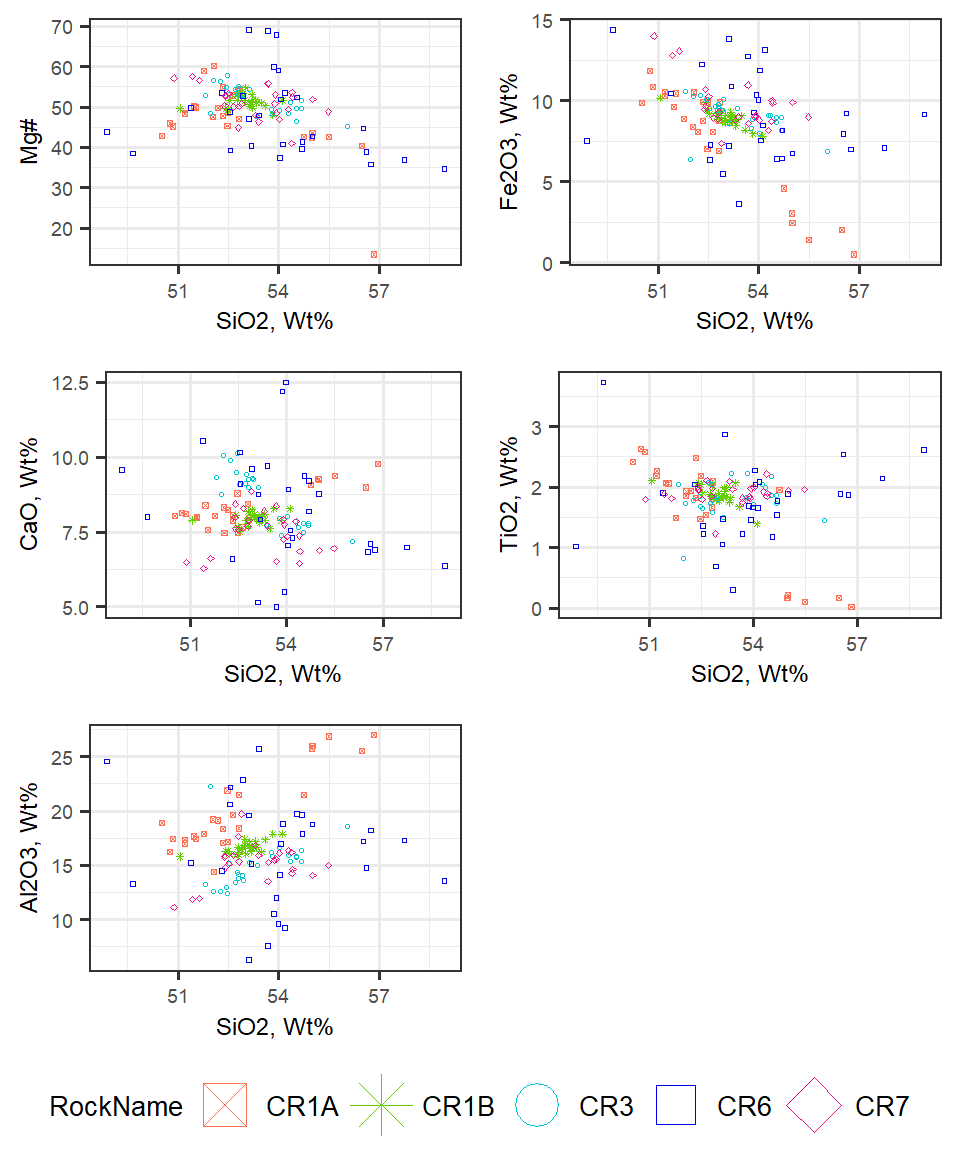 70
60
50
40
30
20
Mg#
51 54 57
SiO2, Wt%
15
10
5
0
Fe2O3, Wt%
51 54 57
SiO2, Wt%
12.5
10.0
7.5
5.0
CaO, Wt%
51 54 57
SiO2, Wt%
3
2
1
0
TiO2, Wt%
51 54 57
SiO2, Wt%
25
20
15
10
Al2O3, Wt%
51 54 57
SiO2, Wt%
RockName CR1A CR1B CR3 CR6 CR7